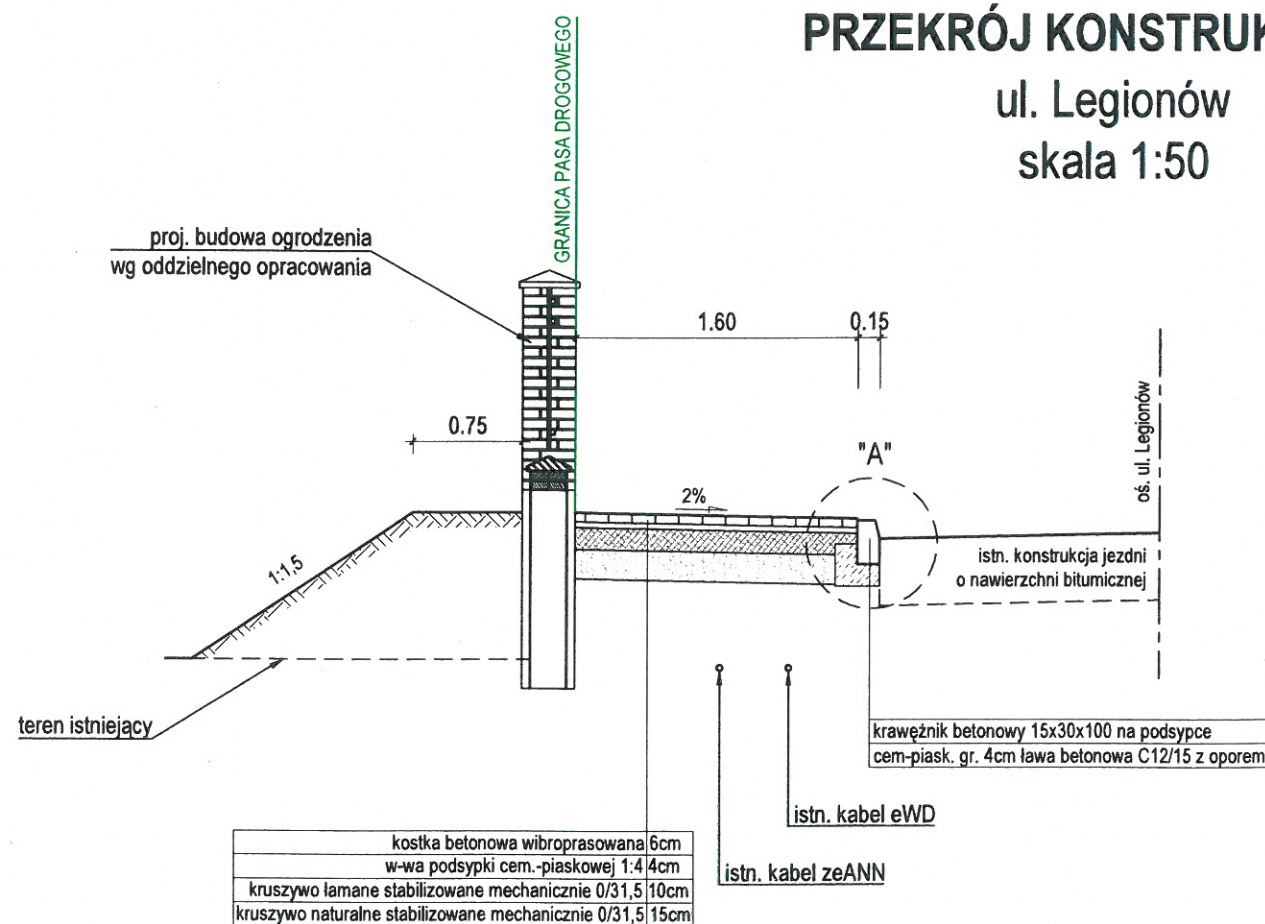 PRZEKRÓJ KONSTRUK
ul. Legionów
skala 1:50
GRANICA PASA DROGOWEGO
proj. budowa ogrodzenia
wg oddzielnego opracowania
1.60
0.15
0.75
"A"
oś. ul. Legionów
2%
1:1,5
istn. konstrukcja jezdni
o nawierzchni bitumicznej
teren istniejący
krawężnik betonowy 15x30x100 na podsypce
cem-piask. gr. 4cm ława betonowa C12/15 z oporem
istn. kabel eWD
istn. kabel zeANN
kostka betonowa wibroprasowana 6cm
w-wa podsypki cem.-piaskowej 1:4 4cm
kruszywo łamane stabilizowane mechanicznie 0/31,5 10cm
kruszywo naturalne stabilizowane mechanicznie 0/31,5 15cm